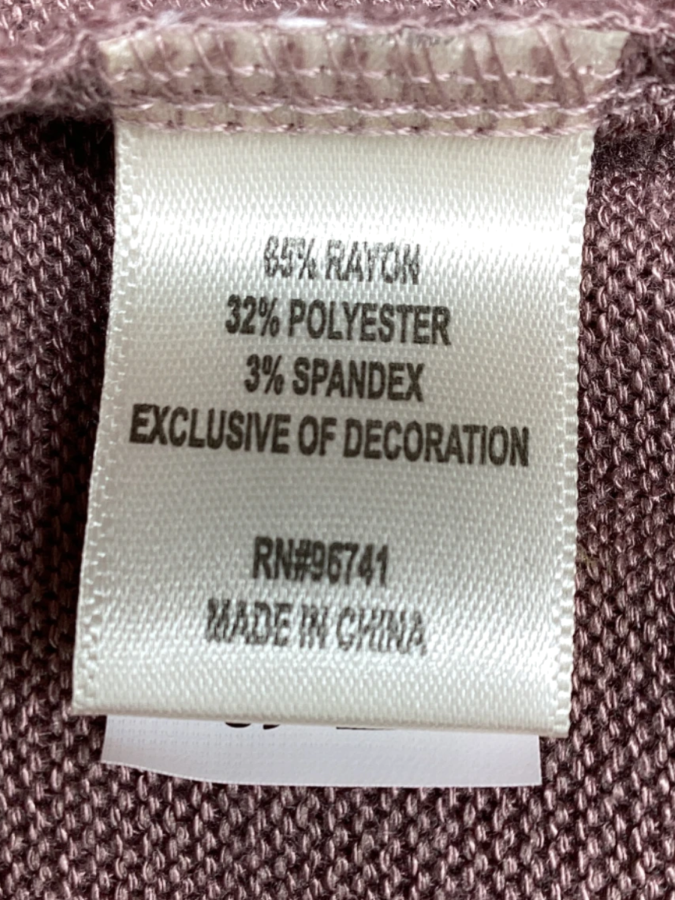 65% RAYON
32% POLYESTER
3% SPANDEX
EXCLUSIVE OF DECORATION
RN#96741
MADE IN CHINA